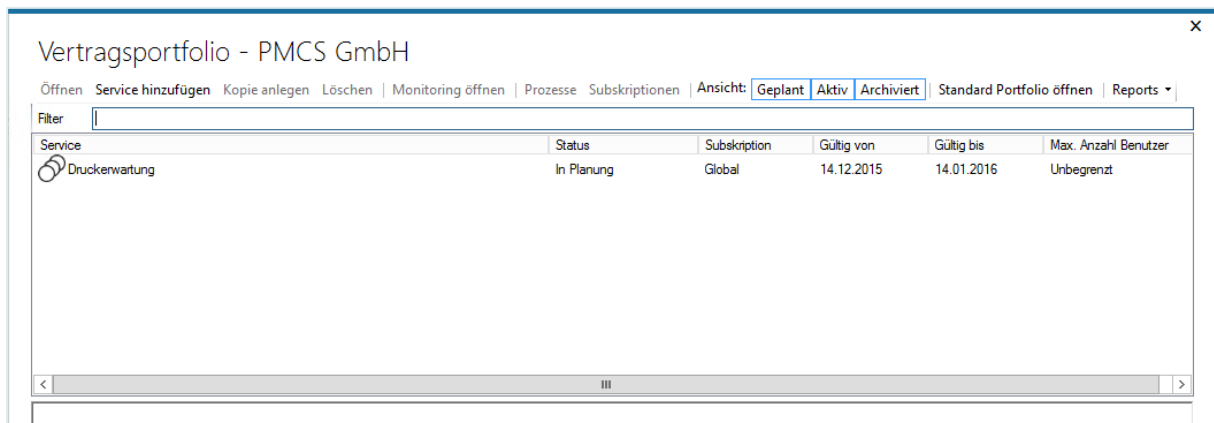 Vertragsportfolio - PMCS GmbH
Öffnen Service hinzufügen Kopie anlegen Löschen | Monitoring öffnen | Prozesse Subskriptionen | Ansicht: Geplant Aktiv Archiviert | Standard Portfolio öffnen | Reports
Filter
Service Status Subskription Gültig von Gültig bis Max. Anzahl Benutzer
Druckerwartung In Planung Global 14.12.2015 14.01.2016 Unbegrenzt